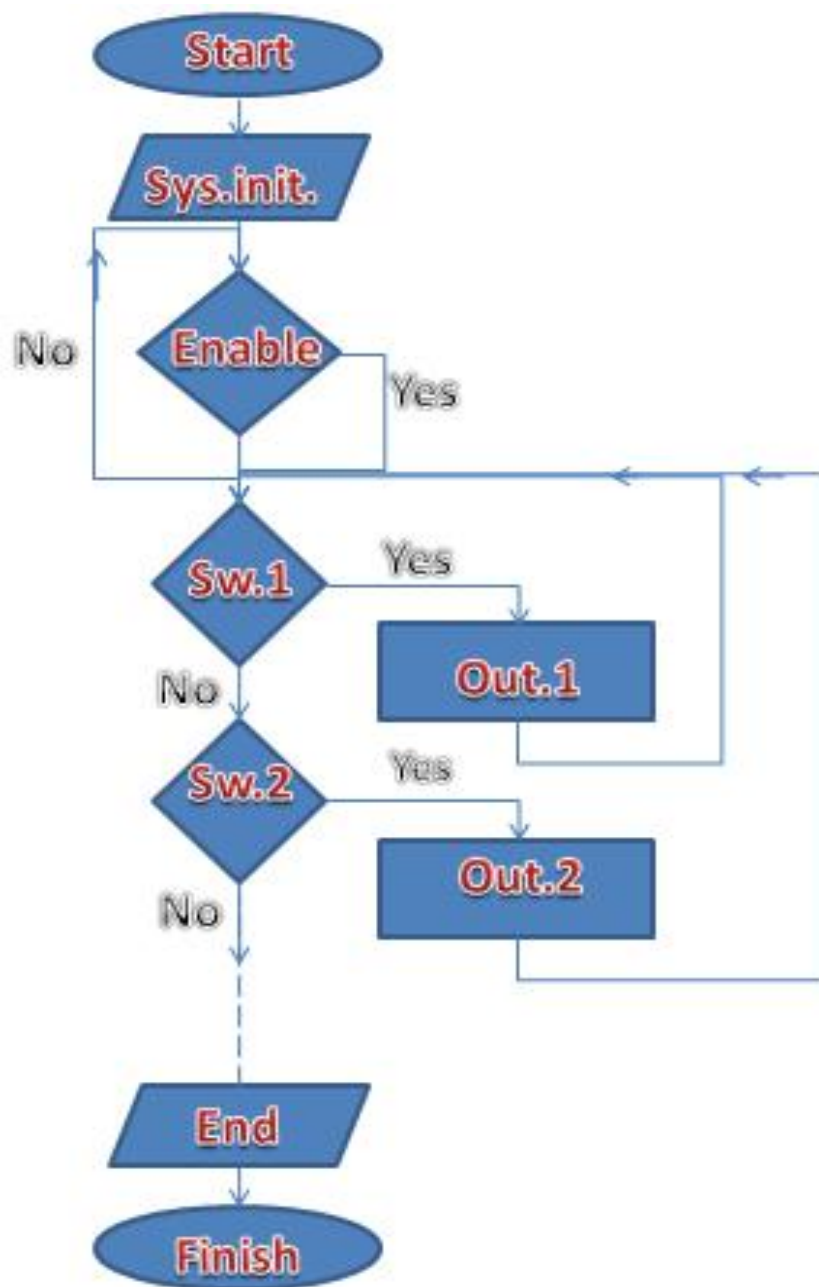 Start
Sys.init.
Enable
No
Yes
Sw.1
Yes
Out.1
No
Sw.2
Yes
Out.2
No
End
Finish